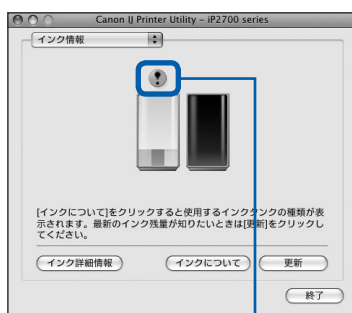 Canon IJ Printer Utility – iP2700 series
インク情報
[インクについて]をクリックすると使用するインクタンクの種類が表
示されます。最新のインク残量が知りたいときは[更新]をクリックし
てください。
インク詳細情報 インクについて 更新
終了